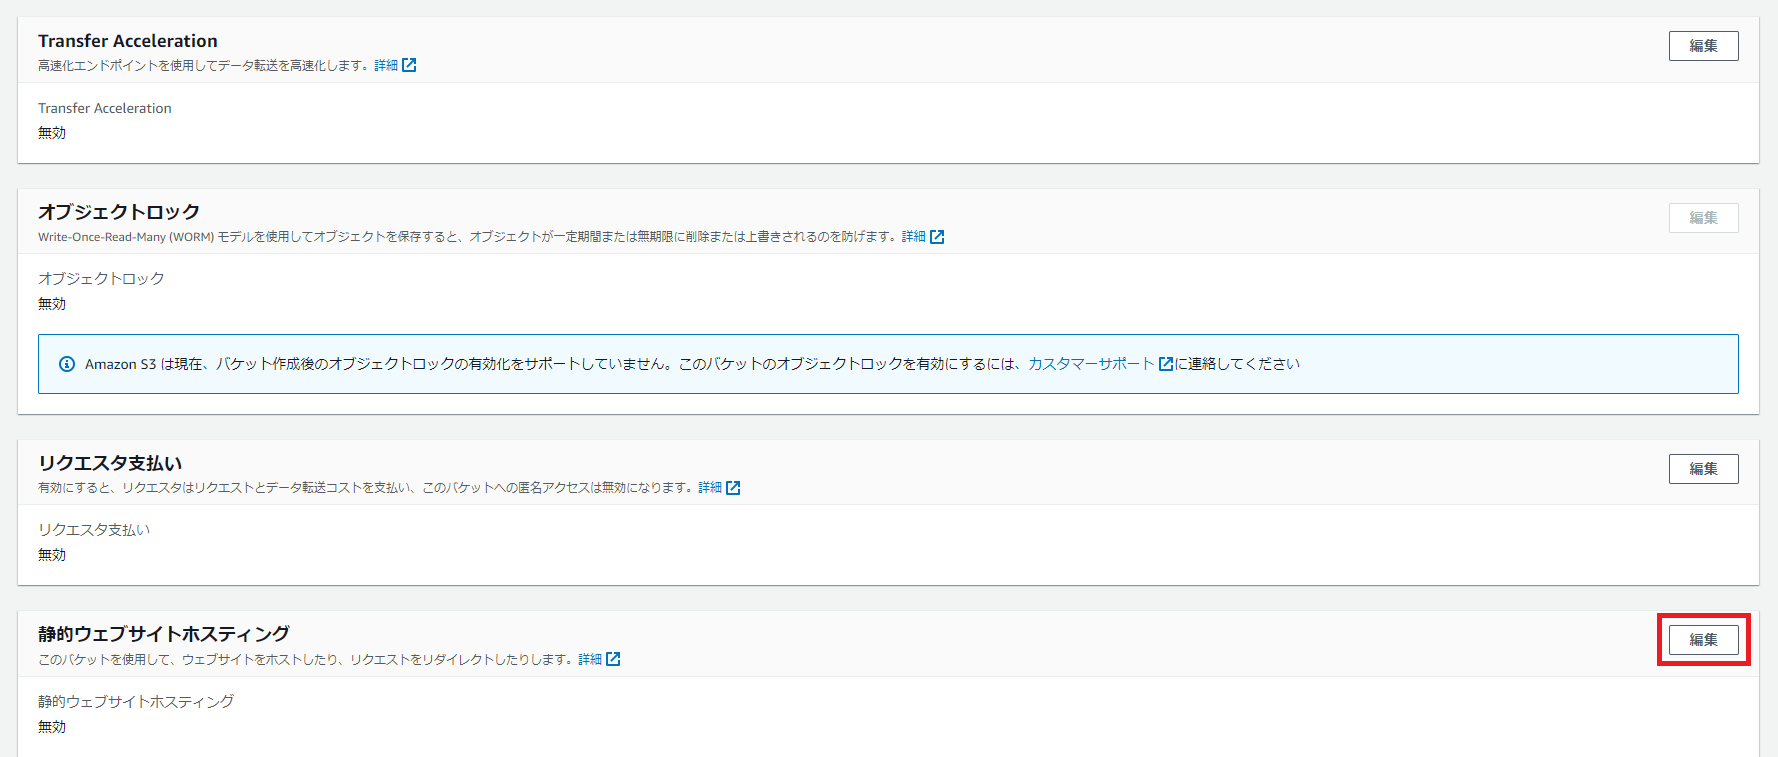 Transfer Acceleration
編集
高速化エンドポイントを使用してデータ転送を高速化します。詳細
Transfer Acceleration
無効
オブジェクトロック
編集
Write-Once-Read-Many (WORM) モデルを使用してオブジェクトを保存すると、オブジェクトが一定期間または無期限に削除または上書きされるのを防げます。詳細
オブジェクトロック
無効
Amazon S3 は現在、バケット作成後のオブジェクトロックの有効化をサポートしていません。このバケットのオブジェクトロックを有効にするには、カスタマーサポートに連絡してください
リクエスタ支払い
編集
有効にすると、リクエスタはリクエストとデータ転送コストを支払い、このバケットへの匿名アクセスは無効になります。詳細
リクエスタ支払い
無効
静的ウェブサイトホスティング
編集
このバケットを使用して、ウェブサイトをホストしたり、リクエストをリダイレクトしたりします。詳細
静的ウェブサイトホスティング
無効